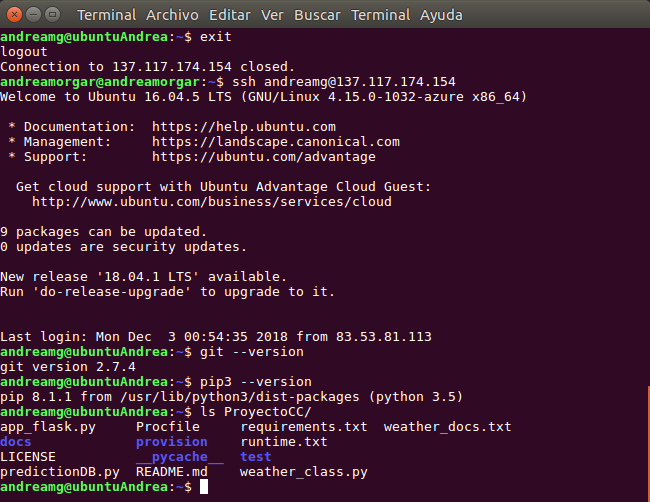 Terminal Archivo Editar Ver Buscar Terminal Ayuda
andreamg@ubuntuAndrea:~$ exit
logout
Connection to 137.117.174.154 closed.
andreamorgar@andreamorgar:~$ ssh andreamg@137.117.174.154
Welcome to Ubuntu 16.04.5 LTS (GNU/Linux 4.15.0-1032-azure x86_64)
* Documentation:  https://help.ubuntu.com
* Management:     https://landscape.canonical.com
* Support:        https://ubuntu.com/advantage
Get cloud support with Ubuntu Advantage Cloud Guest:
http://www.ubuntu.com/business/services/cloud
9 packages can be updated.
0 updates are security updates.
New release '18.04.1 LTS' available.
Run 'do-release-upgrade' to upgrade to it.
Last login: Mon Dec  3 00:54:35 2018 from 83.53.81.113
andreamg@ubuntuAndrea:~$ git --version
git version 2.7.4
andreamg@ubuntuAndrea:~$ pip3 --version
pip 8.1.1 from /usr/lib/python3/dist-packages (python 3.5)
andreamg@ubuntuAndrea:~$ ls ProyectoCC/
app_flask.py     Procfile     requirements.txt  weather_docs.txt
docs             provision    runtime.txt
LICENSE          __pycache__  test
predictionDB.py  README.md    weather_class.py
andreamg@ubuntuAndrea:~$